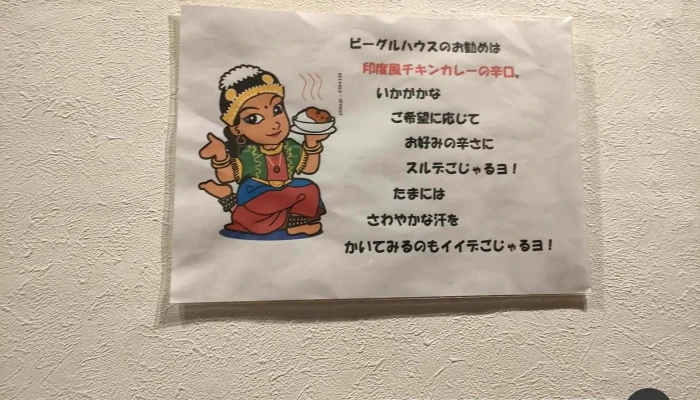 ビーグルハウスのお勧めは
印度風チキンカレーの辛口。
いかがかな
ご希望に応じて
お好みの辛さに
スルデごじゃるヨ！
たまには
さわやかな汗を
かいてみるのもイイデごじゃるヨ！